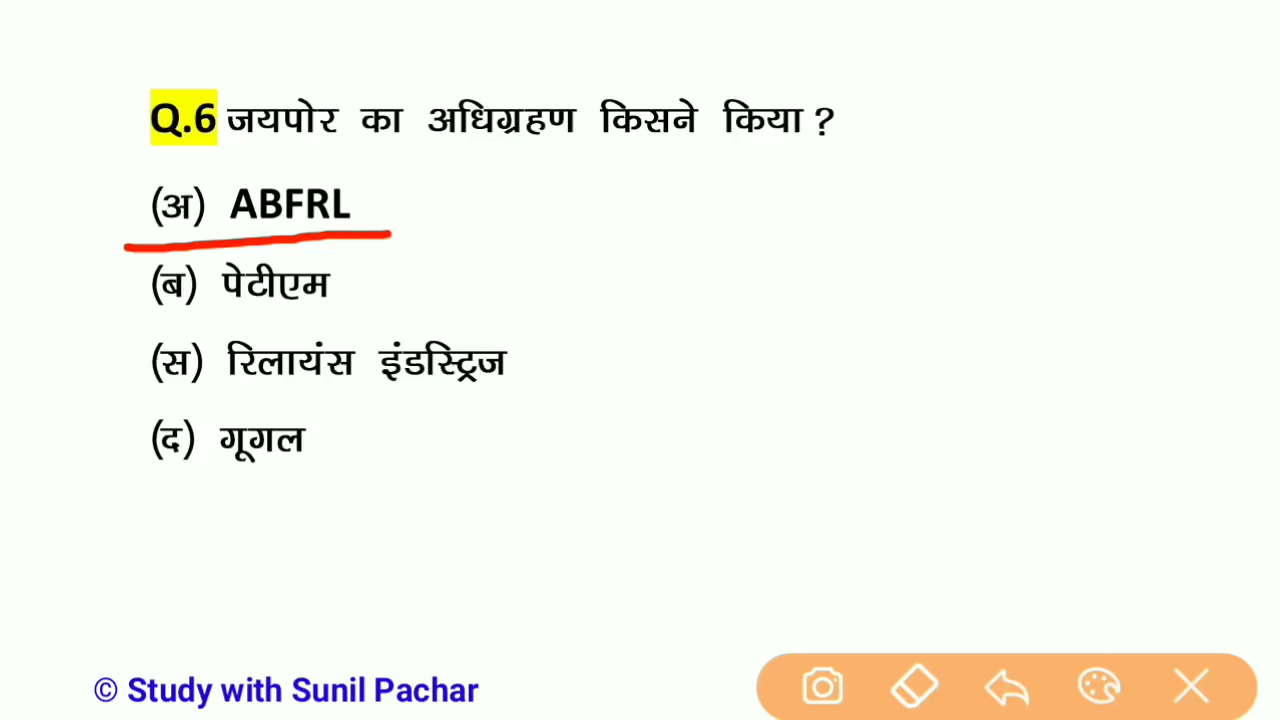 Q.6 जयपोर का अधिग्रहण किसने किया ?
(अ) ABFRL
(ब) पेटीएम
(स) रिलायंस इंडस्ट्रिज
(द) गूगल
© Study with Sunil Pachar